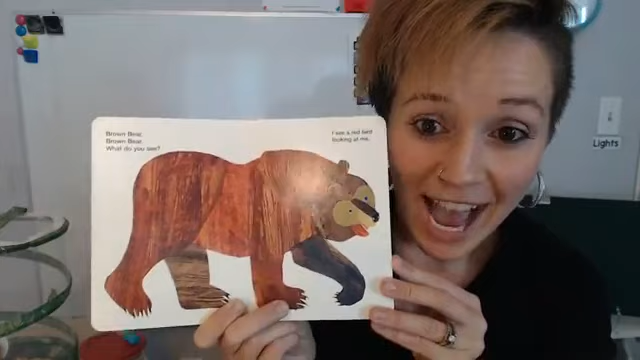 Brown Bear,
Brown Bear,
What do you see?
I see a red bird
looking at me.
Lights